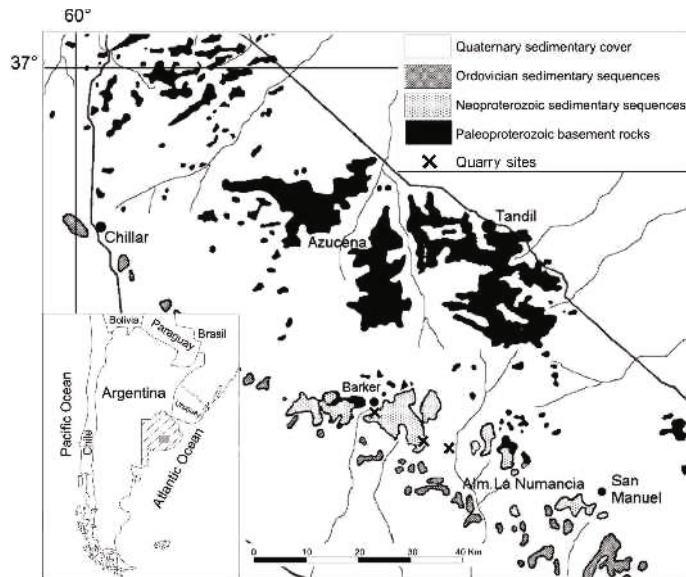 60°
37°
Quaternary sedimentary cover
Ordovician sedimentary sequences
Neoproterozoic sedimentary sequences
Paleoproterozoic basement rocks
Quarry sites
Tandil
Chillar
Azucena
Bolivia
Paraguay
Brasil
Argentina
Uruguay
Pacific Ocean
Chile
Atlantic Ocean
Barker
Alm. La Numancia
San
Manuel
0 10 20 30 40 Km